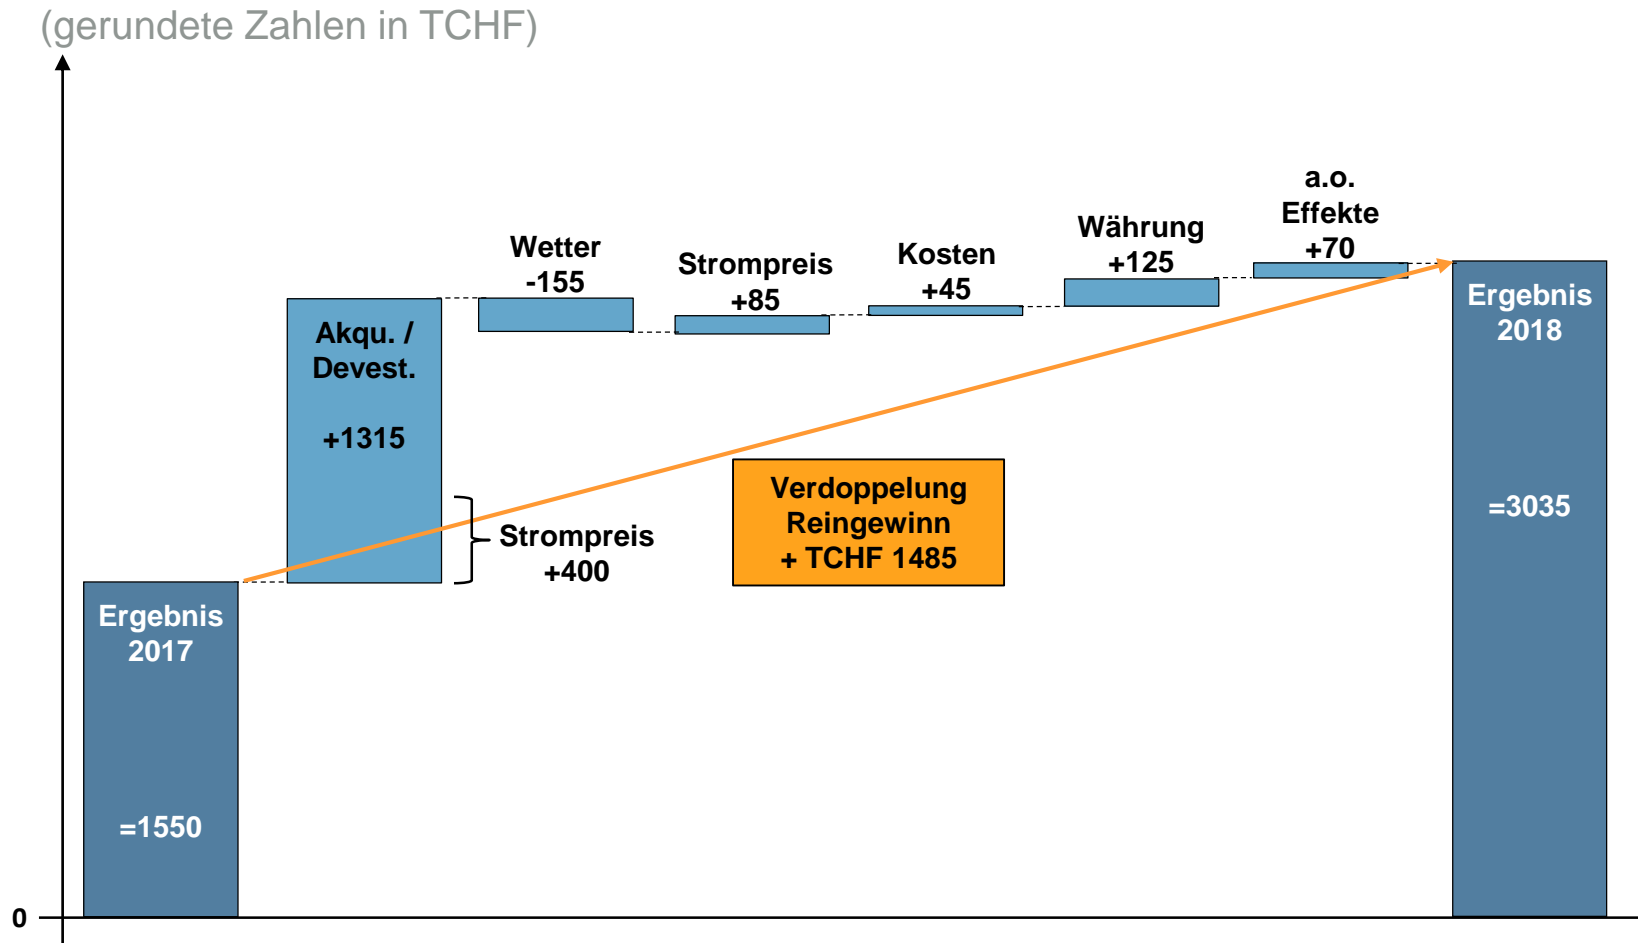 (gerundete Zahlen in TCHF)
Ergebnis
2017
=1550
Akqu. /
Devest.
+1315
Strompreis
+400
Wetter
-155
Strompreis
+85
Kosten
+45
Währung
+125
a.o.
Effekte
+70
Verdoppelung
Reingewinn
+ TCHF 1485
Ergebnis
2018
=3035
0